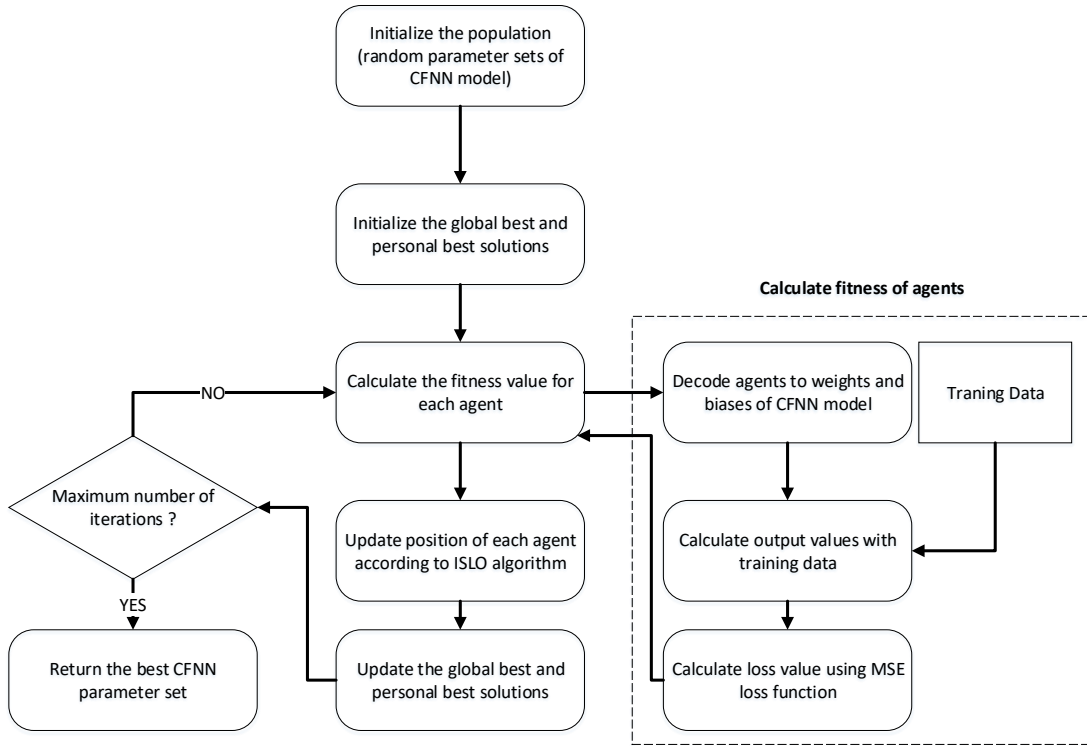 Initialize the population
(random parameter sets of
CFNN model)
Initialize the global best and
personal best solutions
Calculate fitness of agents
Calculate the fitness value for
each agent
Decode agents to weights and
biases of CFNN model
Traning Data
NO
Maximum number of
iterations ?
Update position of each agent
according to ISLO algorithm
Calculate output values with
training data
YES
Return the best CFNN
parameter set
Update the global best and
personal best solutions
Calculate loss value using MSE
loss function